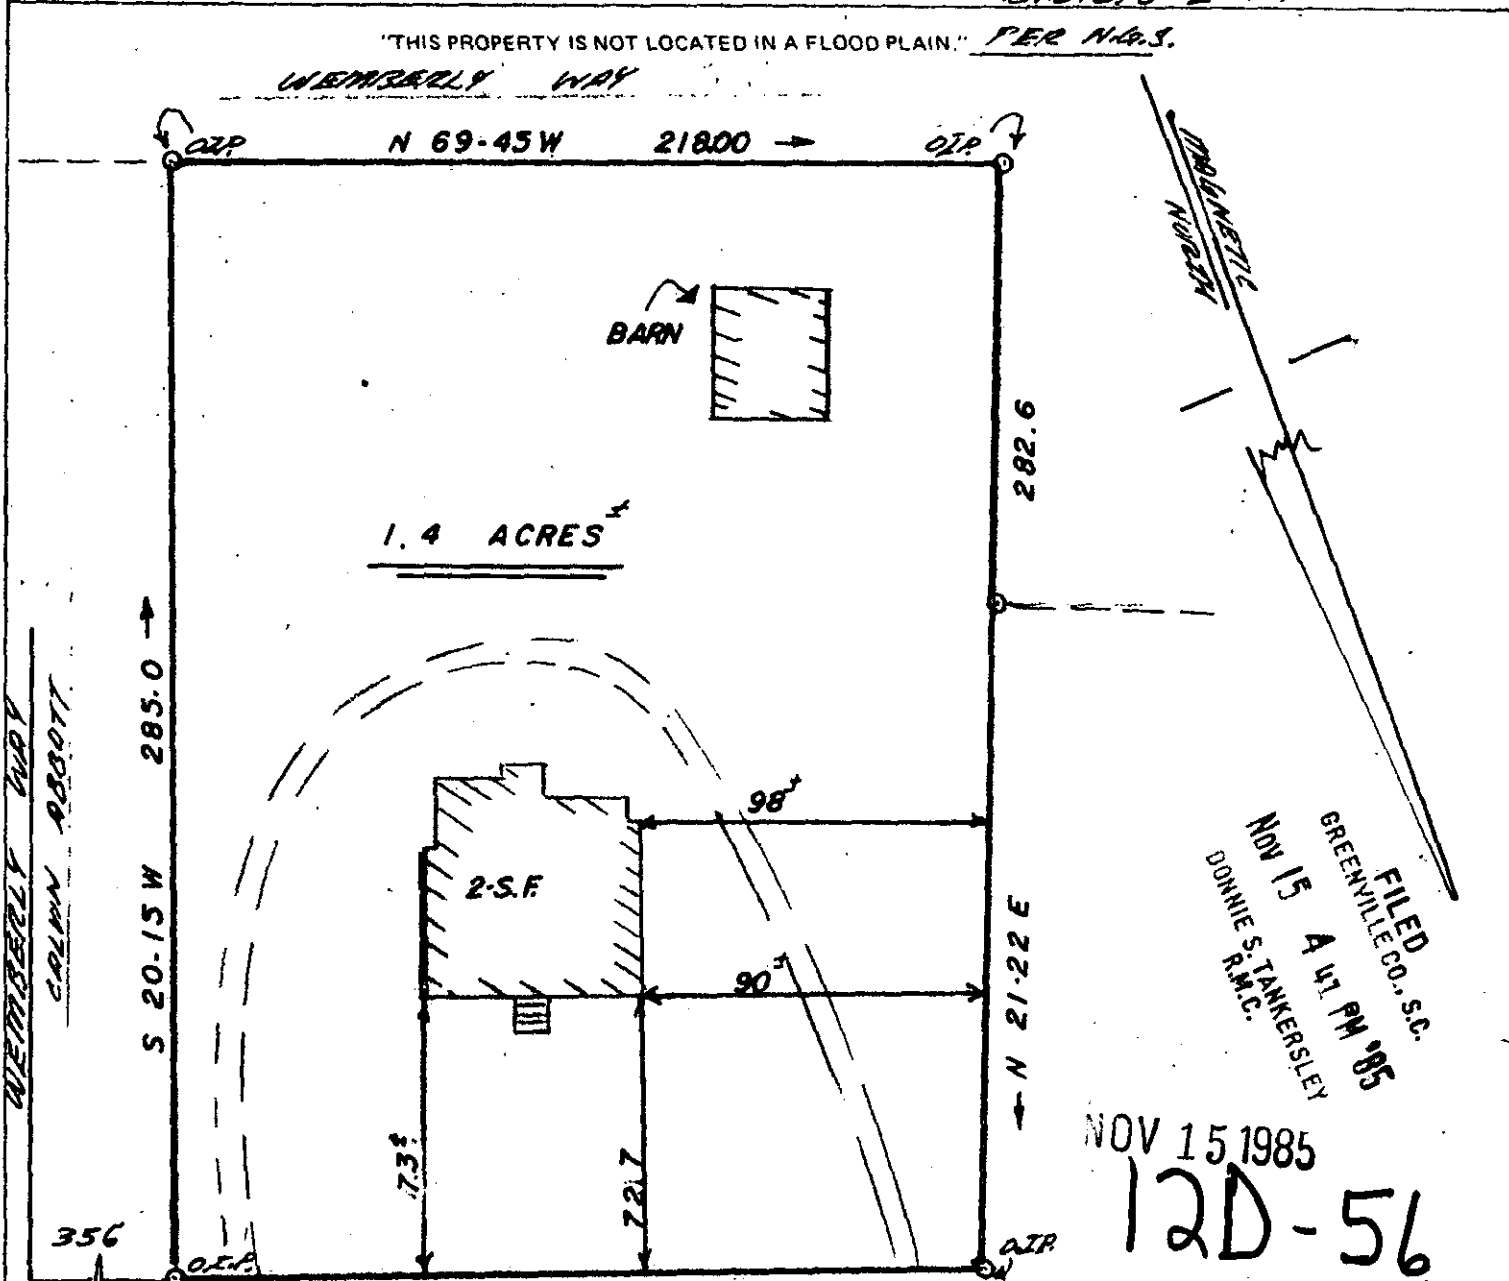 "THIS PROPERTY IS NOT LOCATED IN A FLOOD PLAIN." PER N.G.S.
WEMBERLY WAY
O.I.P. N 69-45 W 218.00 O.I.P.
MAGNETIC
NORTH
BARN
282.6
1.4 ACRES ±
S 20-15 W 285.0
WEMBERLY WAY
CALVIN ABBOTT
98 ±
2-S.F.
90
N 21-22 E
73
72.7
FILED
GREENVILLE CO., S.C.
NOV 15 4 41 PM '85
DONNIE S. TANKERSLEY
R.M.C.
NOV 15 1985
12D-56
356
O.I.P.
O.I.P.